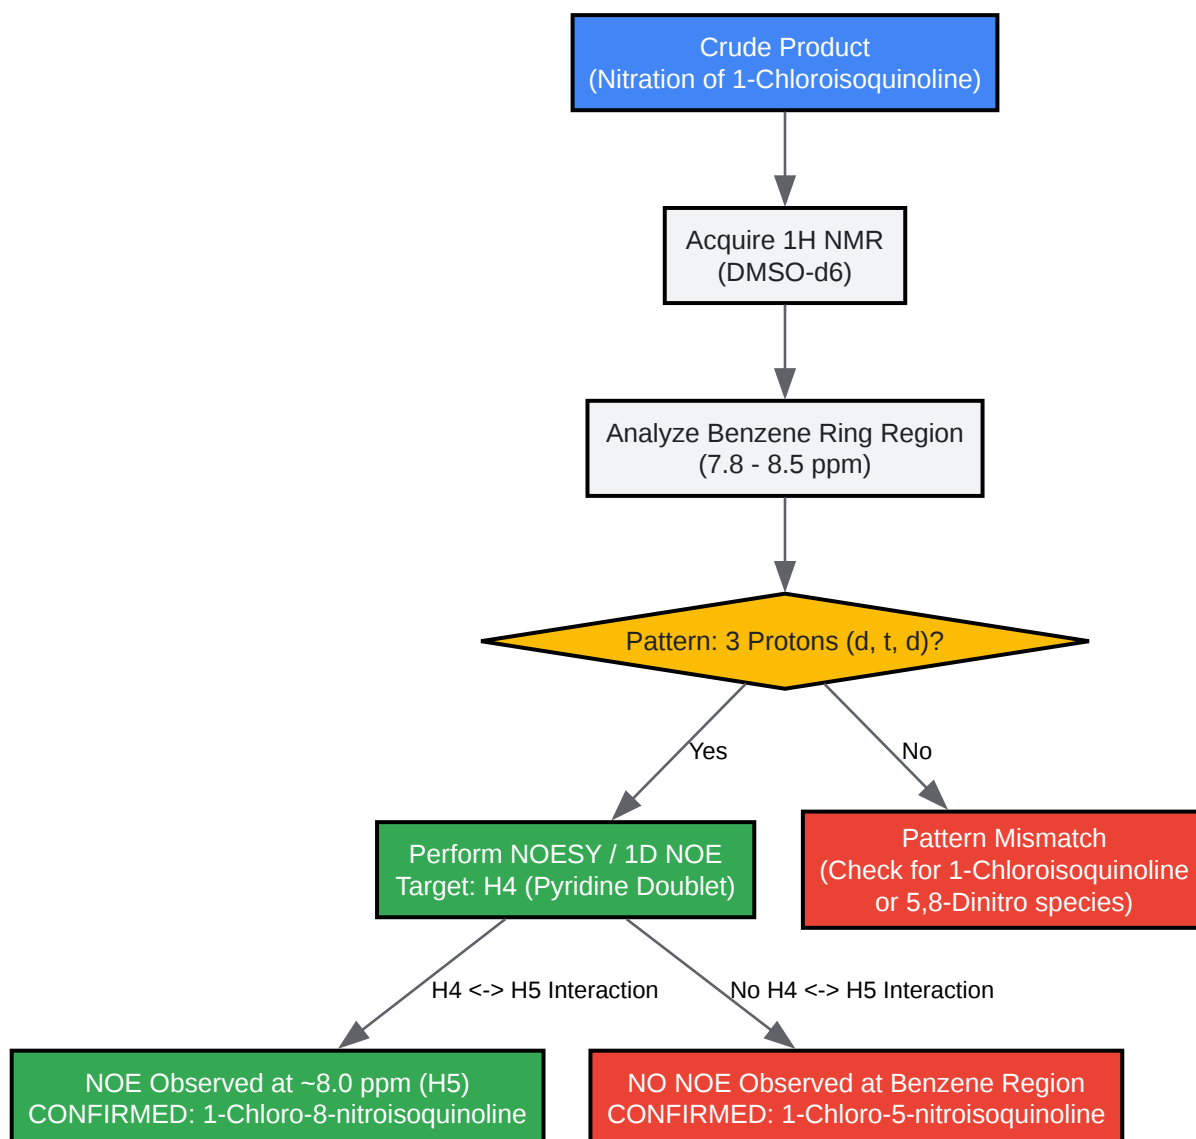 Crude Product
(Nitration of 1-Chloroisoquinoline)
Acquire 1H NMR
(DMSO-d6)
Analyze Benzene Ring Region
(7.8 - 8.5 ppm)
Pattern: 3 Protons (d, t, d)?
Yes
No
Perform NOESY / 1D NOE
Target: H4 (Pyridine Doublet)
Pattern Mismatch
(Check for 1-Chloroisoquinoline
or 5,8-Dinitro species)
H4 <-> H5 Interaction
No H4 <-> H5 Interaction
NOE Observed at ~8.0 ppm (H5)
CONFIRMED: 1-Chloro-8-nitroisoquinoline
NO NOE Observed at Benzene Region
CONFIRMED: 1-Chloro-5-nitroisoquinoline